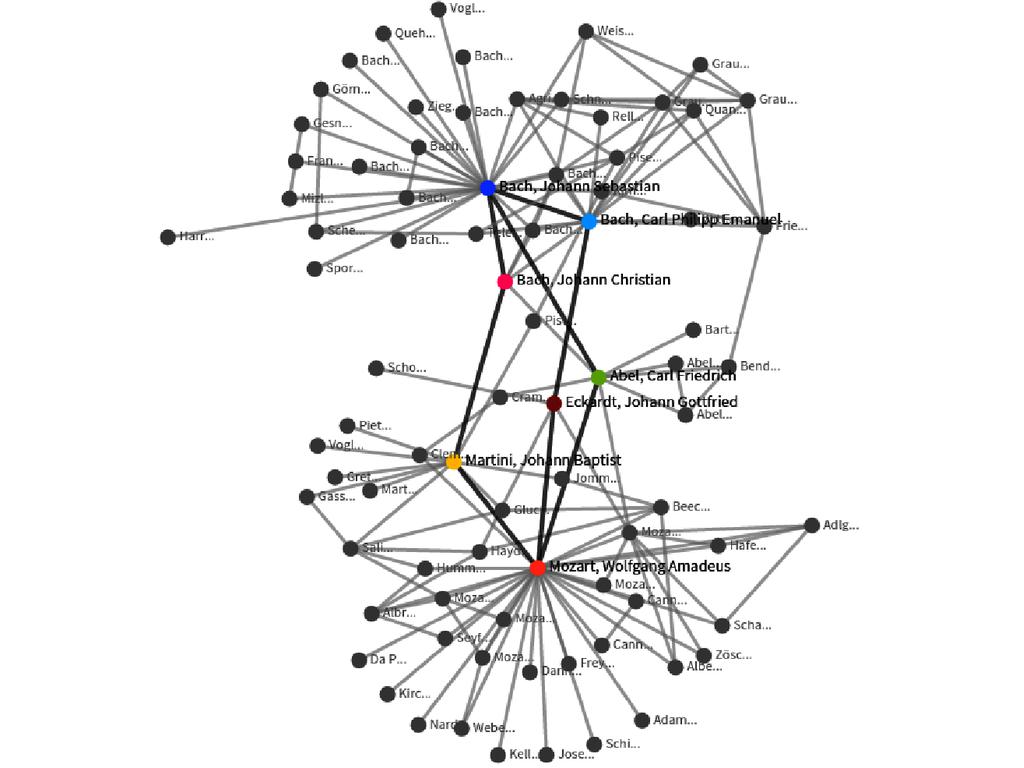 Vogl...
Weis...
Queh...
Bach...
Bach...
Grau...
Görn...
Agri...
Schn...
Grau...
Grau...
Zieg...
Bach...
Quan...
Rell...
Gesn...
Bach...
Pise...
Fran...
Bach...
Bach...
Bach, Johann Sebastian
Mizl...
Bach...
Bach, Carl Philipp Emanuel
Frie...
Harr...
Sche...
Bach...
Tele...
Bach...
Spor...
Bach, Johann Christian
Pis...
Bart...
Scho...
Abel...
Bend...
Abel, Carl Friedrich
Cram...
Eckardt, Johann Gottfried
Abel...
Piet...
Vogl...
Clem...
Martini, Johann Baptist
Gret...
Mart...
Jomm...
Gass...
Gluc...
Beec...
Adlg...
Moza...
Sali...
Hayd...
Hafe...
Humm...
Mozart, Wolfgang Amadeus
Moza...
Moza...
Cann...
Albr...
Moza...
Scha...
Seyf...
Cann...
Da P...
Moza...
Frey...
Zösc...
Dann...
Albe...
Kirc...
Nard...
Webe...
Adam...
Kell...
Jose...
Schi...